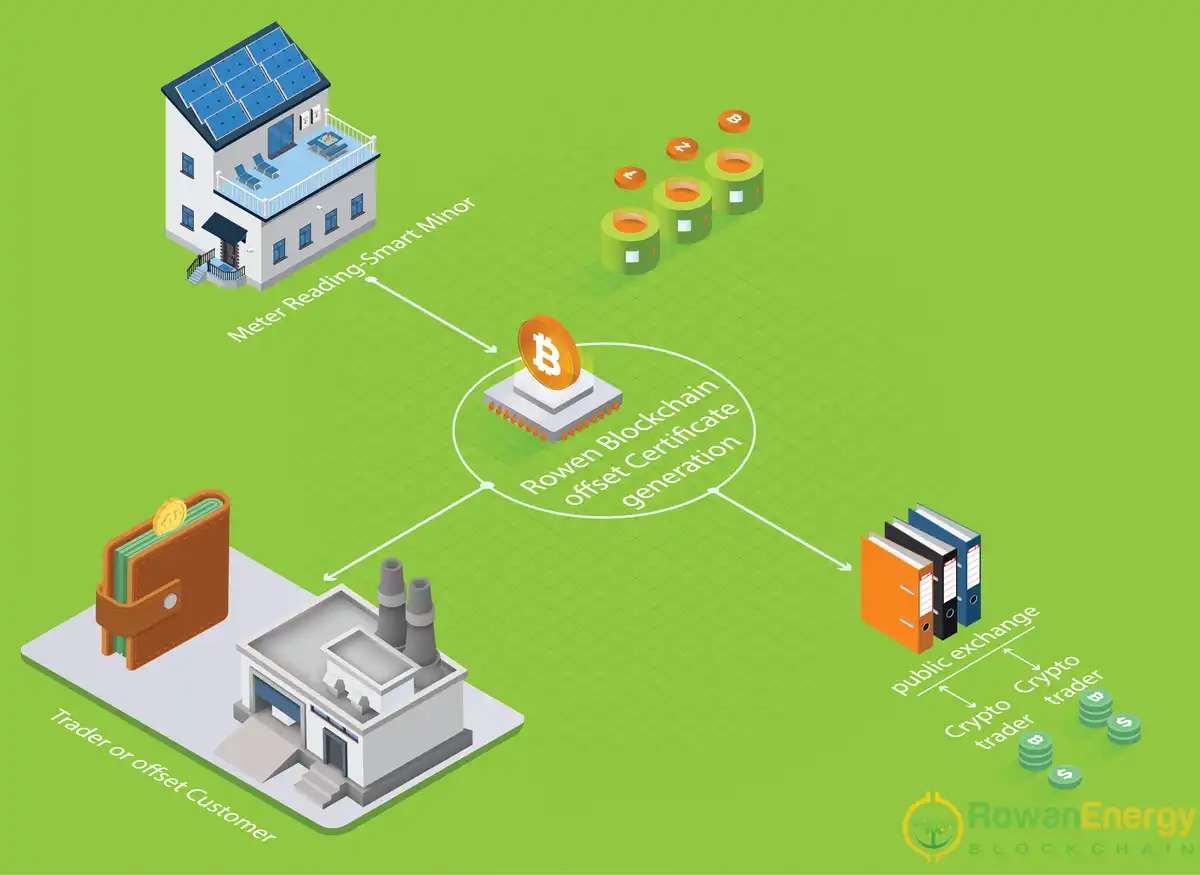 Meter Reading-Smart Minor
Rowen Blockchain
offset Certificate
generation
Trader or offset Customer
public exchange
Crypto
trader
Crypto
trader
RowanEnergy
BLOCKCHAIN